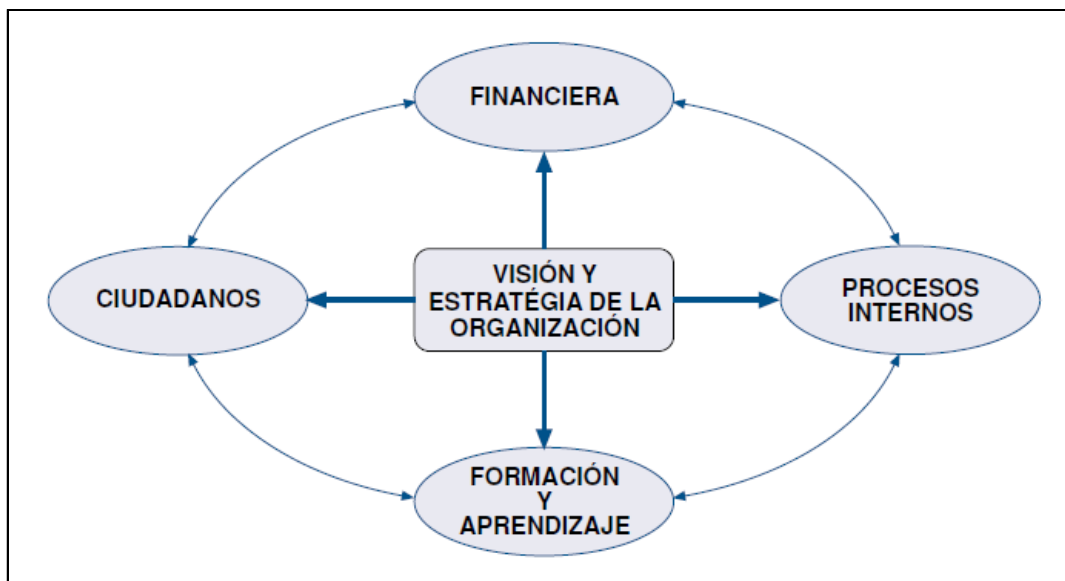 FINANCIERA
CIUDADANOS
VISIÓN Y
ESTRATÉGIA DE LA
ORGANIZACIÓN
PROCESOS
INTERNOS
FORMACIÓN
Y
APRENDIZAJE